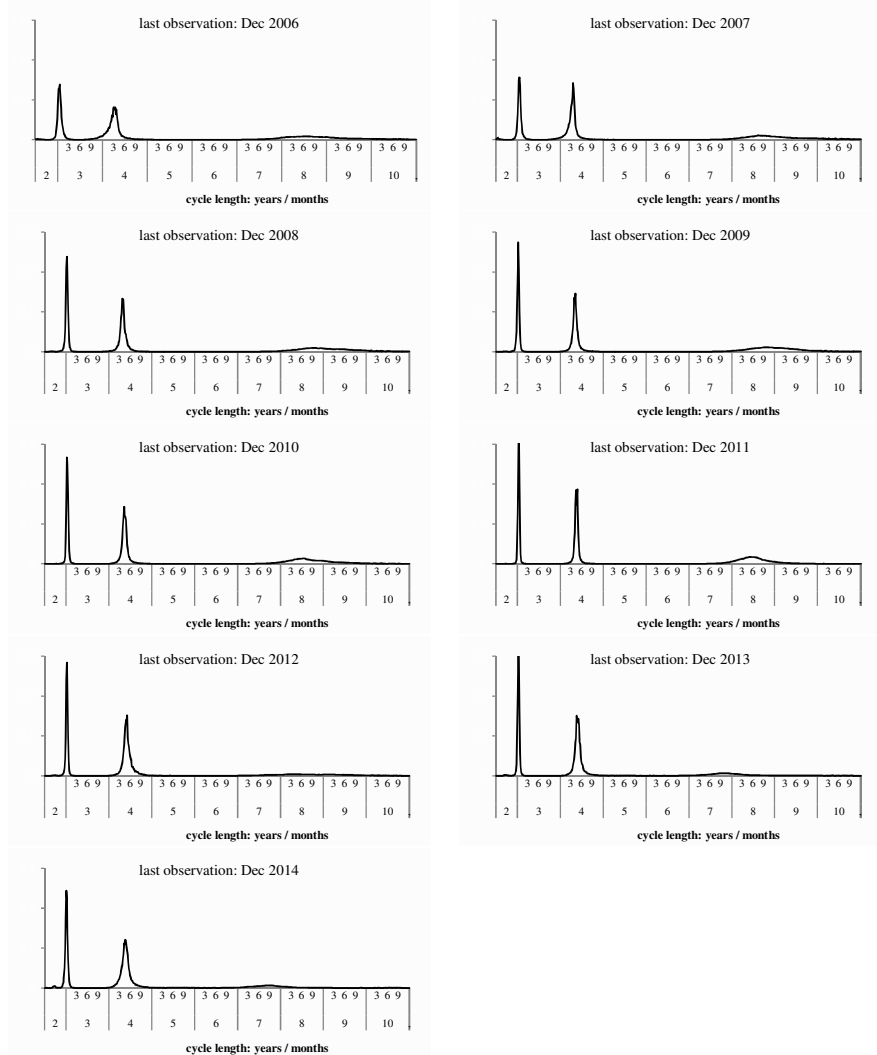 last observation: Dec 2006
3 6 9 3 6 9 3 6 9 3 6 9 3 6 9 3 6 9 3 6 9 3 6 9
2 3 4 5 6 7 8 9 10
cycle length: years / months
last observation: Dec 2007
3 6 9 3 6 9 3 6 9 3 6 9 3 6 9 3 6 9 3 6 9 3 6 9
2 3 4 5 6 7 8 9 10
cycle length: years / months
last observation: Dec 2008
3 6 9 3 6 9 3 6 9 3 6 9 3 6 9 3 6 9 3 6 9 3 6 9
2 3 4 5 6 7 8 9 10
cycle length: years / months
last observation: Dec 2009
3 6 9 3 6 9 3 6 9 3 6 9 3 6 9 3 6 9 3 6 9 3 6 9
2 3 4 5 6 7 8 9 10
cycle length: years / months
last observation: Dec 2010
3 6 9 3 6 9 3 6 9 3 6 9 3 6 9 3 6 9 3 6 9 3 6 9
2 3 4 5 6 7 8 9 10
cycle length: years / months
last observation: Dec 2011
3 6 9 3 6 9 3 6 9 3 6 9 3 6 9 3 6 9 3 6 9 3 6 9
2 3 4 5 6 7 8 9 10
cycle length: years / months
last observation: Dec 2012
3 6 9 3 6 9 3 6 9 3 6 9 3 6 9 3 6 9 3 6 9 3 6 9
2 3 4 5 6 7 8 9 10
cycle length: years / months
last observation: Dec 2013
3 6 9 3 6 9 3 6 9 3 6 9 3 6 9 3 6 9 3 6 9 3 6 9
2 3 4 5 6 7 8 9 10
cycle length: years / months
last observation: Dec 2014
3 6 9 3 6 9 3 6 9 3 6 9 3 6 9 3 6 9 3 6 9 3 6 9
2 3 4 5 6 7 8 9 10
cycle length: years / months